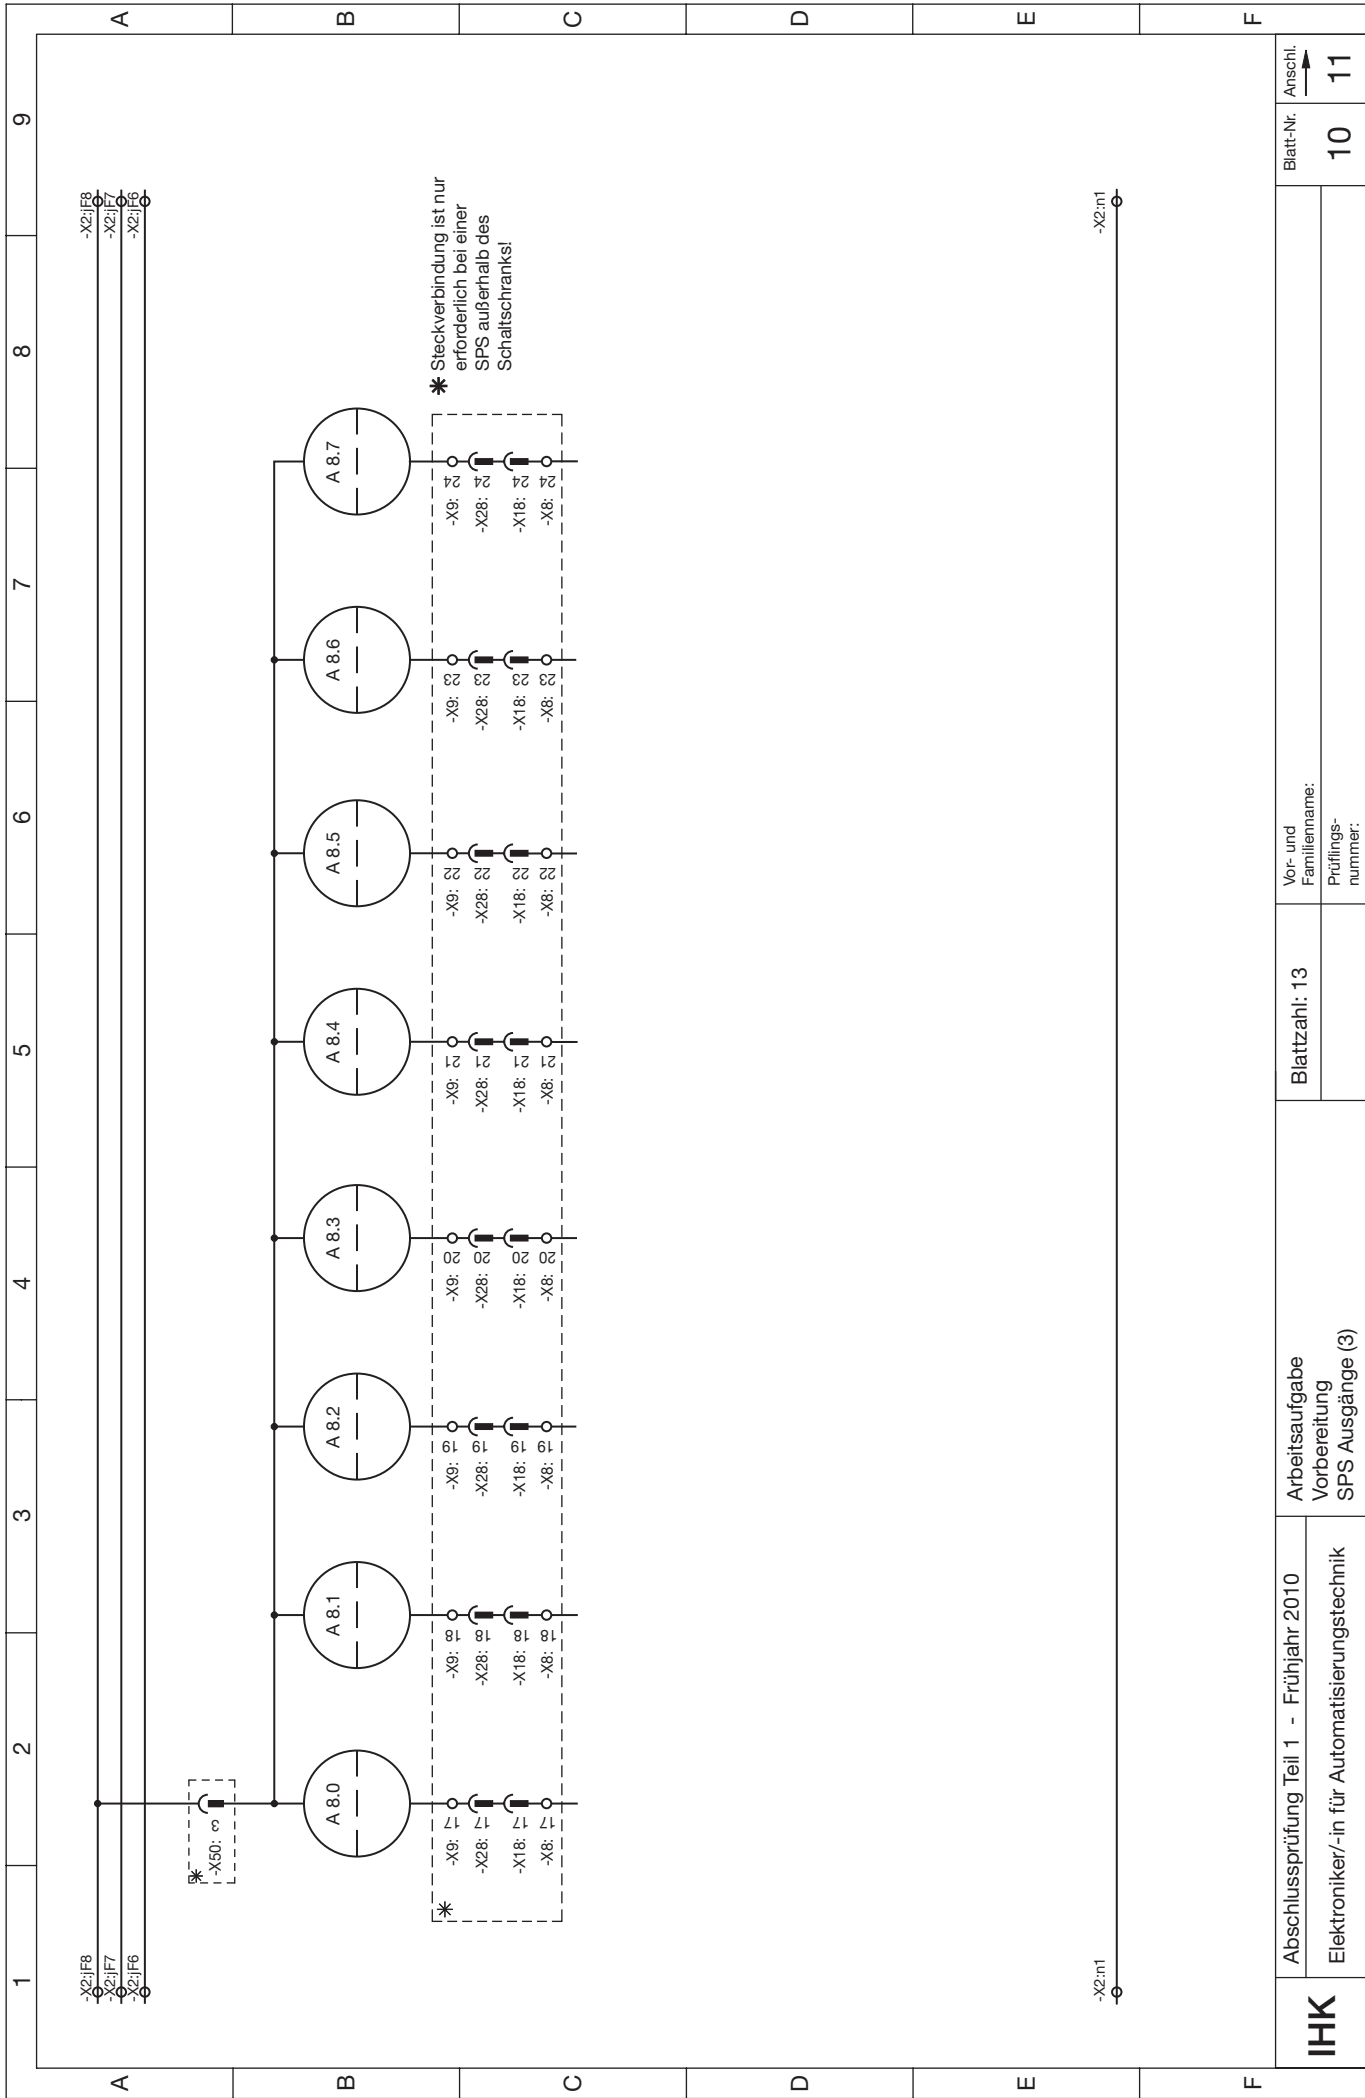 1 2 3 4 5 6 7 8 9
A A
B B
C C
D D
E E
F F
-X2:jF8 -X2:jF8
-X2:jF7 -X2:jF7
-X2:jF6 -X2:jF6
* -X50: 3
A 8.0 A 8.1 A 8.2 A 8.3 A 8.4 A 8.5 A 8.6 A 8.7
* Steckverbindung ist nur
erforderlich bei einer
SPS außerhalb des
Schaltschranks!
*
-X9: 17 -X9: 18 -X9: 19 -X9: 20 -X9: 21 -X9: 22 -X9: 23 -X9: 24
-X28: 17 -X28: 18 -X28: 19 -X28: 20 -X28: 21 -X28: 22 -X28: 23 -X28: 24
-X18: 17 -X18: 18 -X18: 19 -X18: 20 -X18: 21 -X18: 22 -X18: 23 -X18: 24
-X8: 17 -X8: 18 -X8: 19 -X8: 20 -X8: 21 -X8: 22 -X8: 23 -X8: 24
-X2:n1 -X2:n1
IHK
Abschlussprüfung Teil 1 - Frühjahr 2010
Elektroniker/-in für Automatisierungstechnik
Arbeitsaufgabe
Vorbereitung
SPS Ausgänge (3)
Blattzahl: 13
Vor- und
Familienname:
Prüflings-
nummer:
Blatt-Nr.
10
Anschl.
11